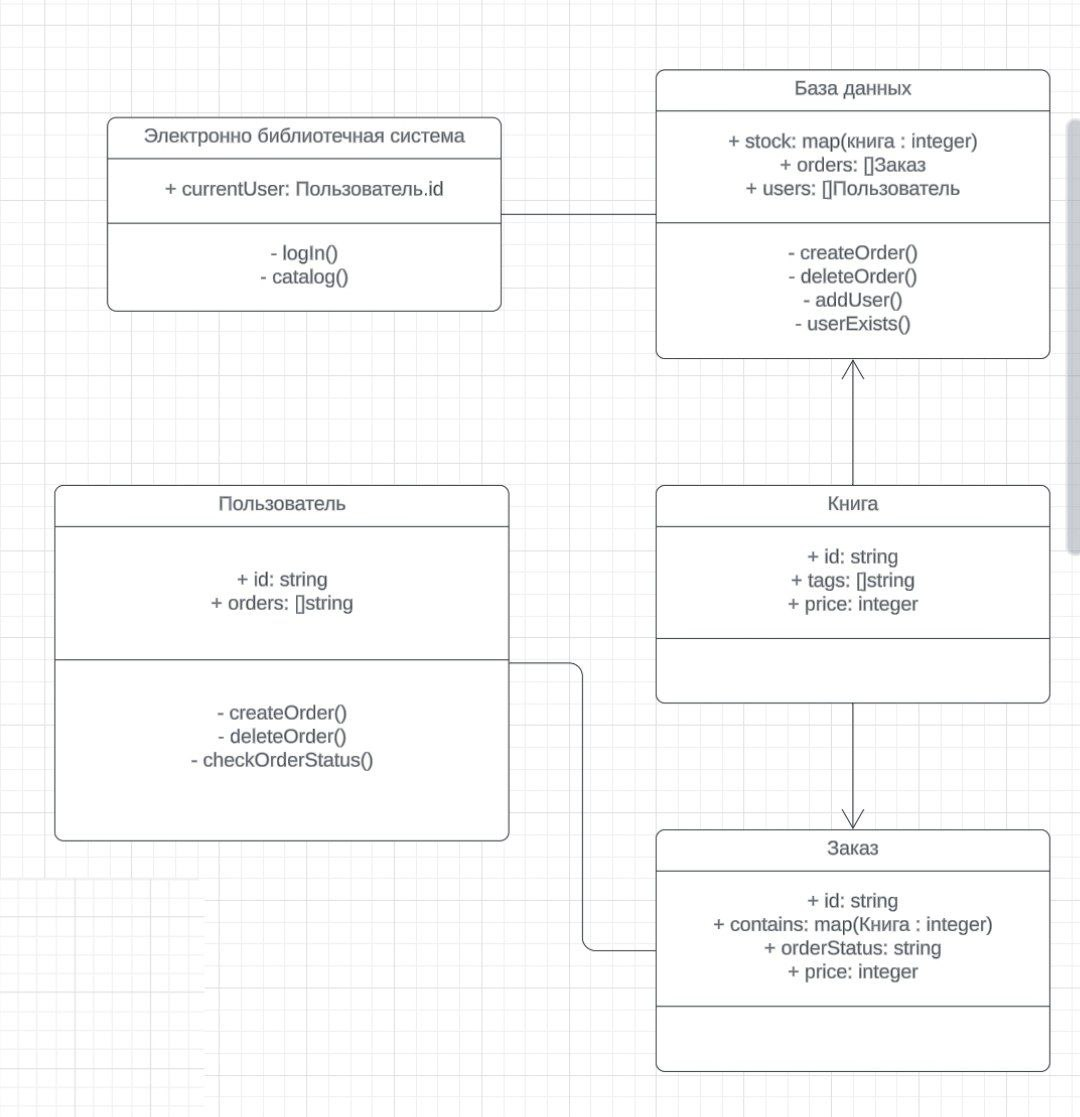 Электронно библиотечная система
+ currentUser: Пользователь.id
- logIn()
- catalog()
База данных
+ stock: map(книга : integer)
+ orders: []Заказ
+ users: []Пользователь
- createOrder()
- deleteOrder()
- addUser()
- userExists()
Пользователь
+ id: string
+ orders: []string
- createOrder()
- deleteOrder()
- checkOrderStatus()
Книга
+ id: string
+ tags: []string
+ price: integer
Заказ
+ id: string
+ contains: map(Книга : integer)
+ orderStatus: string
+ price: integer